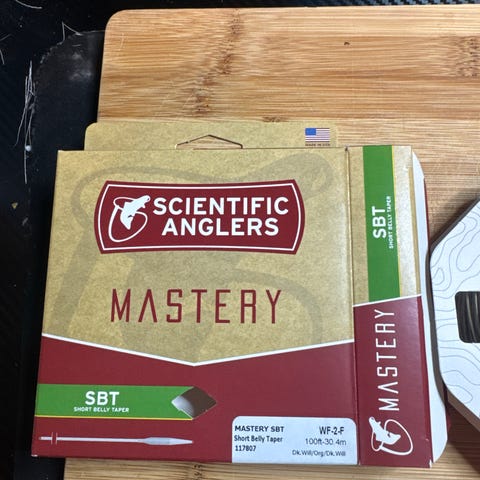 MADE IN USA
SCIENTIFIC
ANGLERS
MASTERY
SBT
SHORT BELLY TAPER
MASTERY SBT WF-2-F
Short Belly Taper 100ft-30.4m
117807 Dk.Will/Org/Dk.Will
SBT
SHORT BELLY TAPER
MASTERY